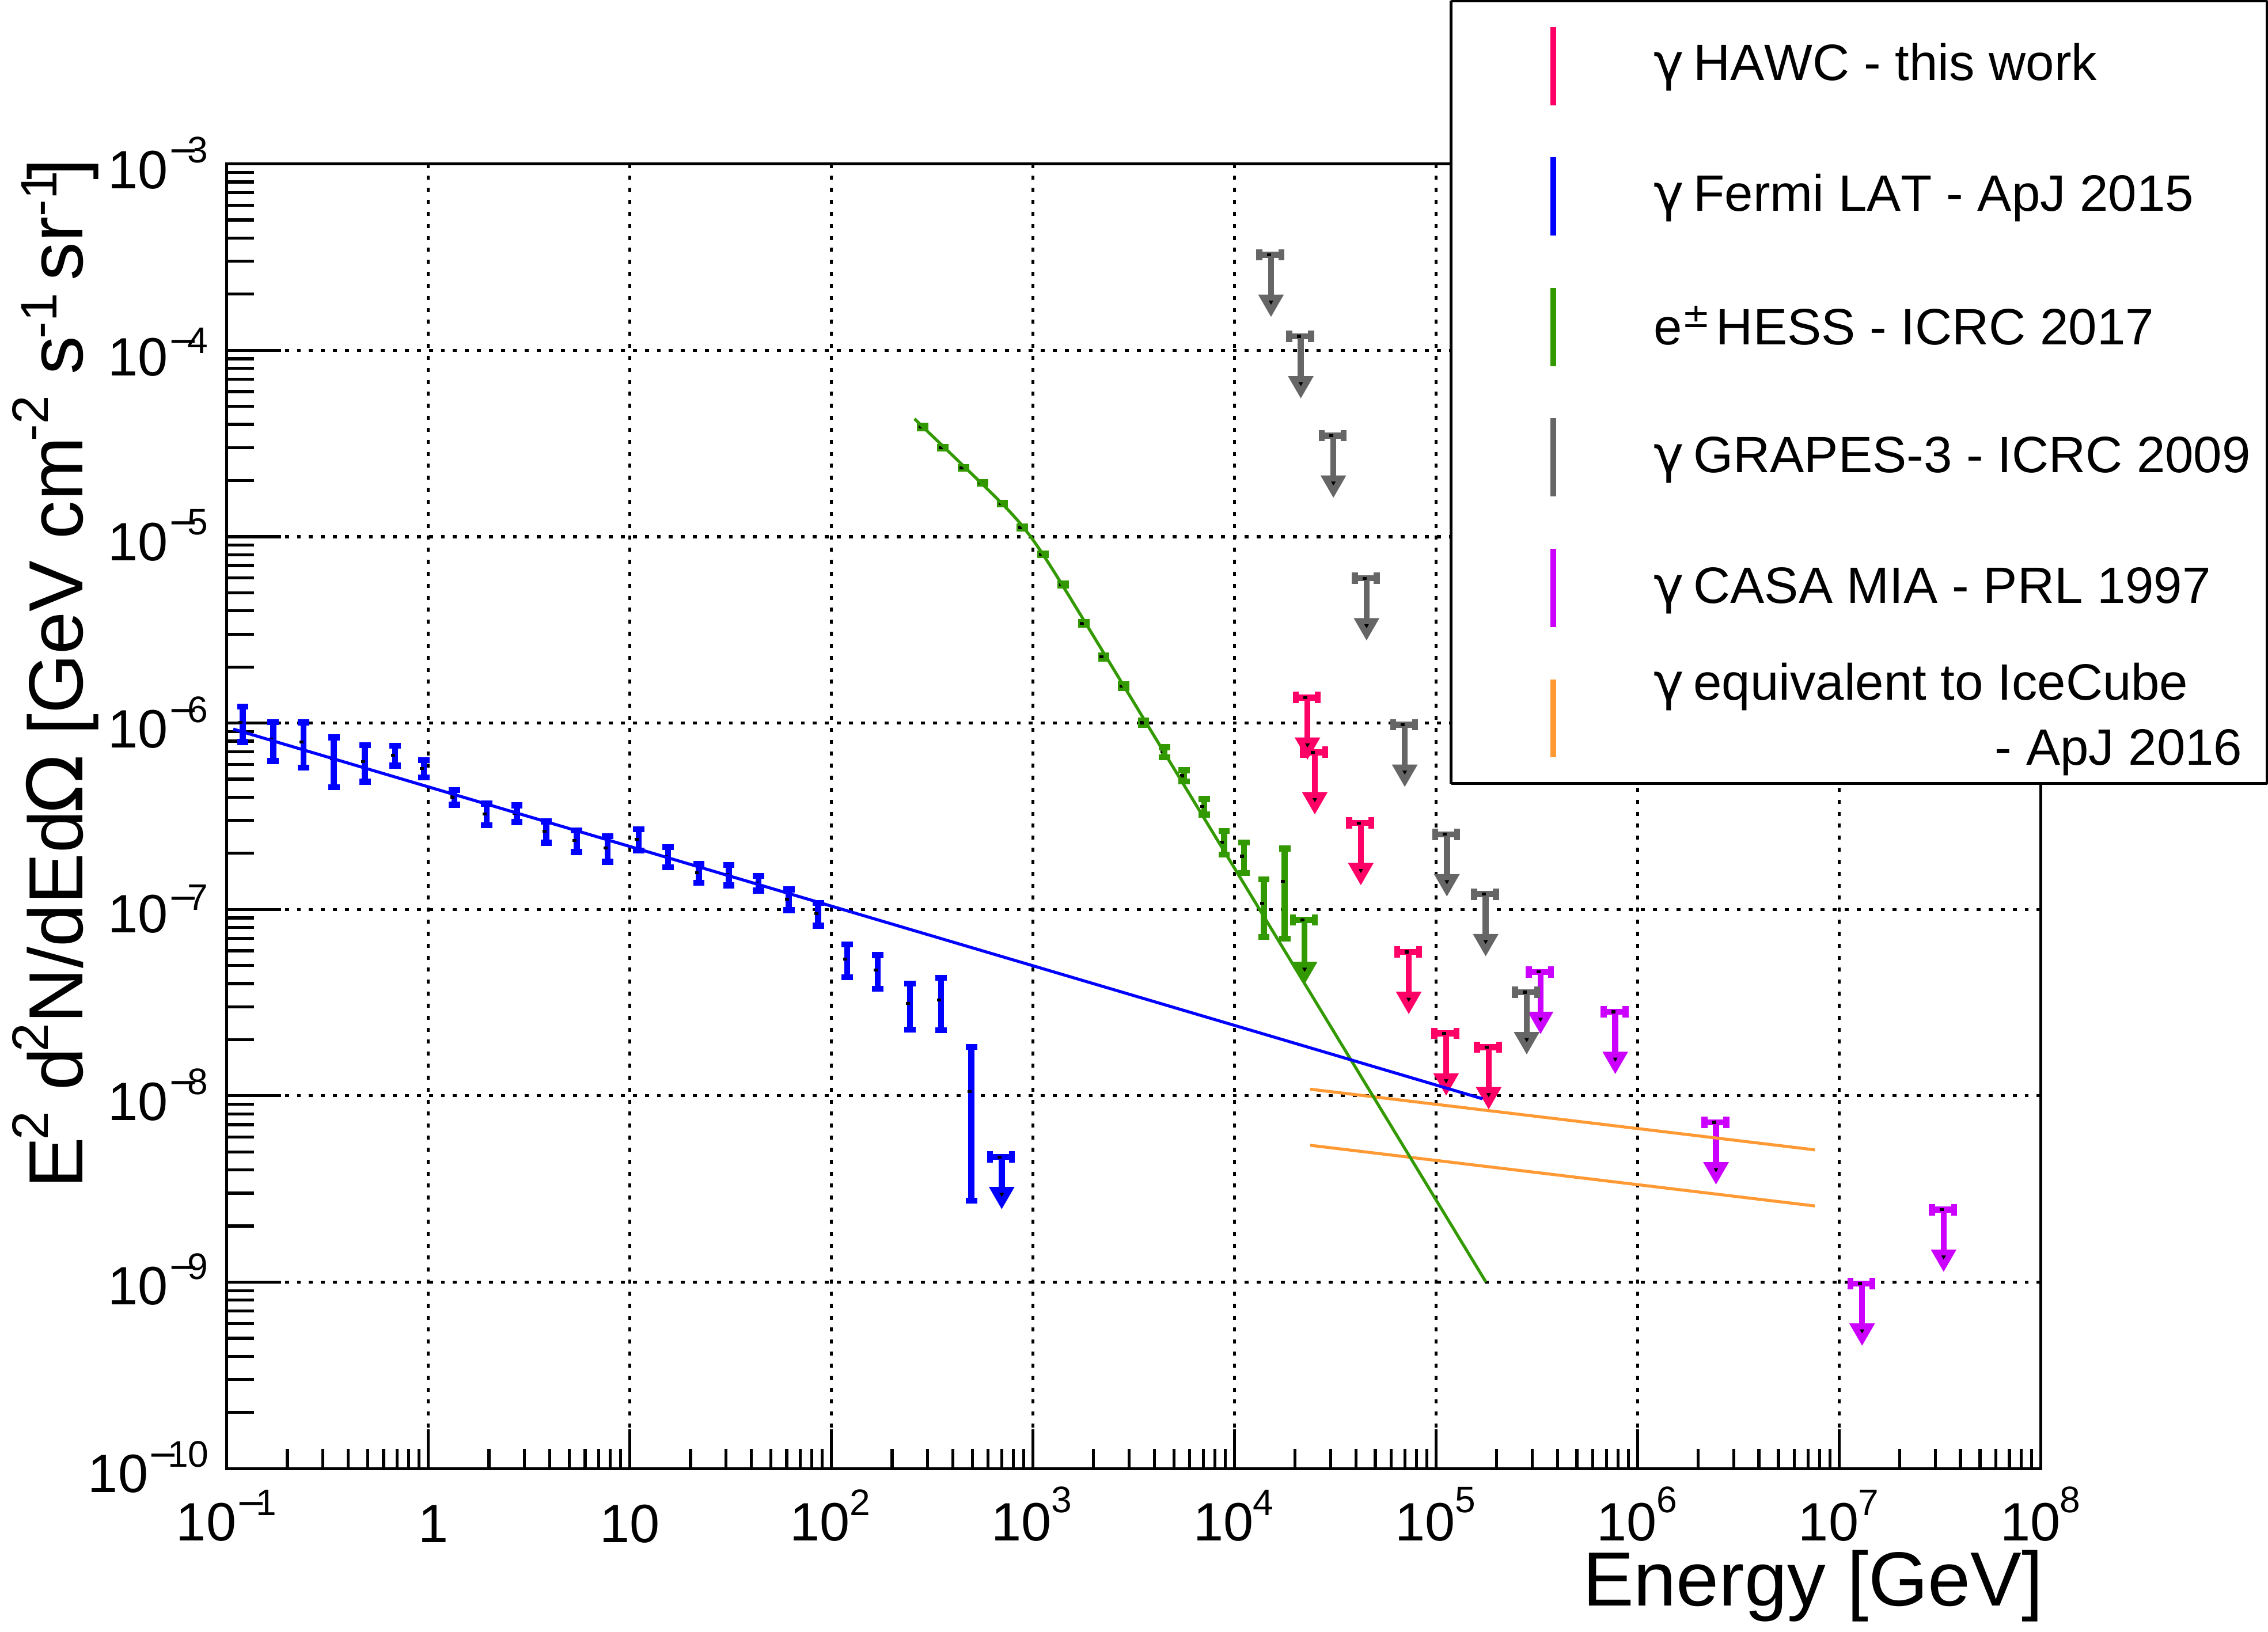 γ HAWC - this work
γ Fermi LAT - ApJ 2015
e± HESS - ICRC 2017
γ GRAPES-3 - ICRC 2009
γ CASA MIA - PRL 1997
γ equivalent to IceCube
- ApJ 2016
E² d²N/dEdΩ [GeV cm⁻² s⁻¹ sr⁻¹]
10⁻³
10⁻⁴
10⁻⁵
10⁻⁶
10⁻⁷
10⁻⁸
10⁻⁹
10⁻¹⁰
10⁻¹ 1 10 10² 10³ 10⁴ 10⁵ 10⁶ 10⁷ 10⁸
Energy [GeV]